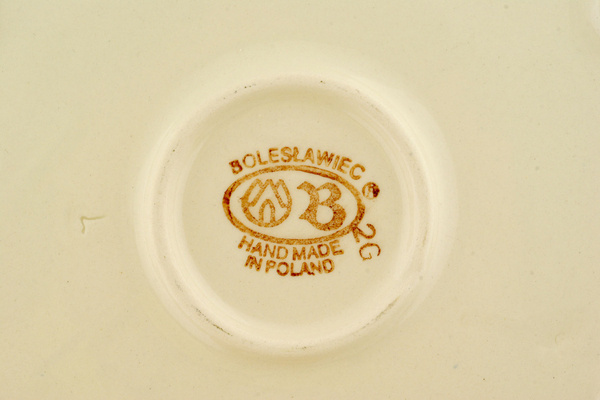 BOLESŁAWIEC ®
B
2G
HAND MADE
IN POLAND